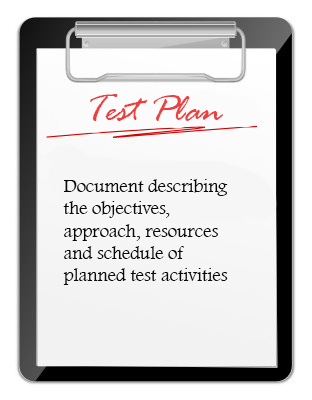 Test Plan
Document describing
the objectives,
approach, resources
and schedule of
planned test activities